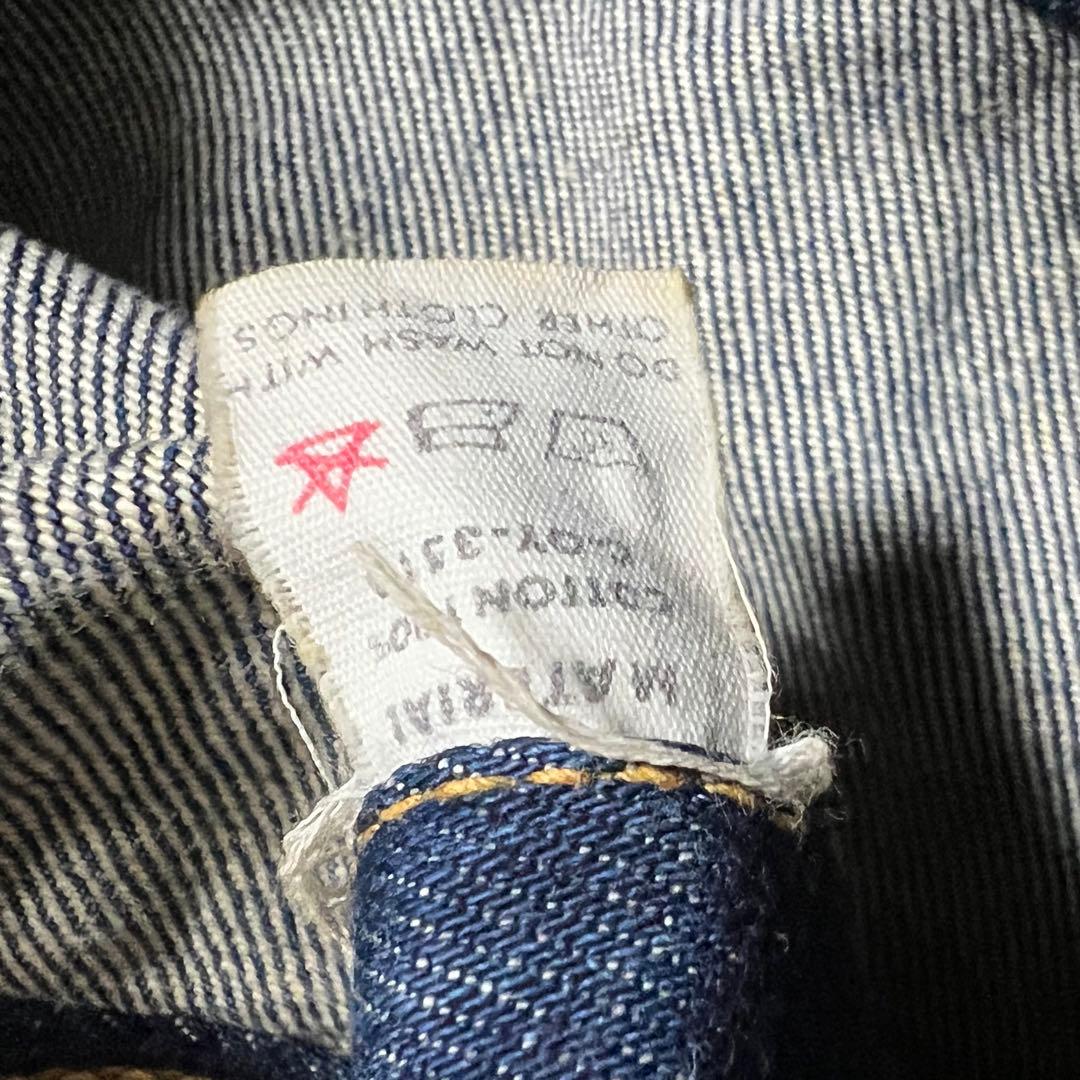 MATERIAL
COTTON
DO NOT WASH WITH
OTHER CLOTHINGS